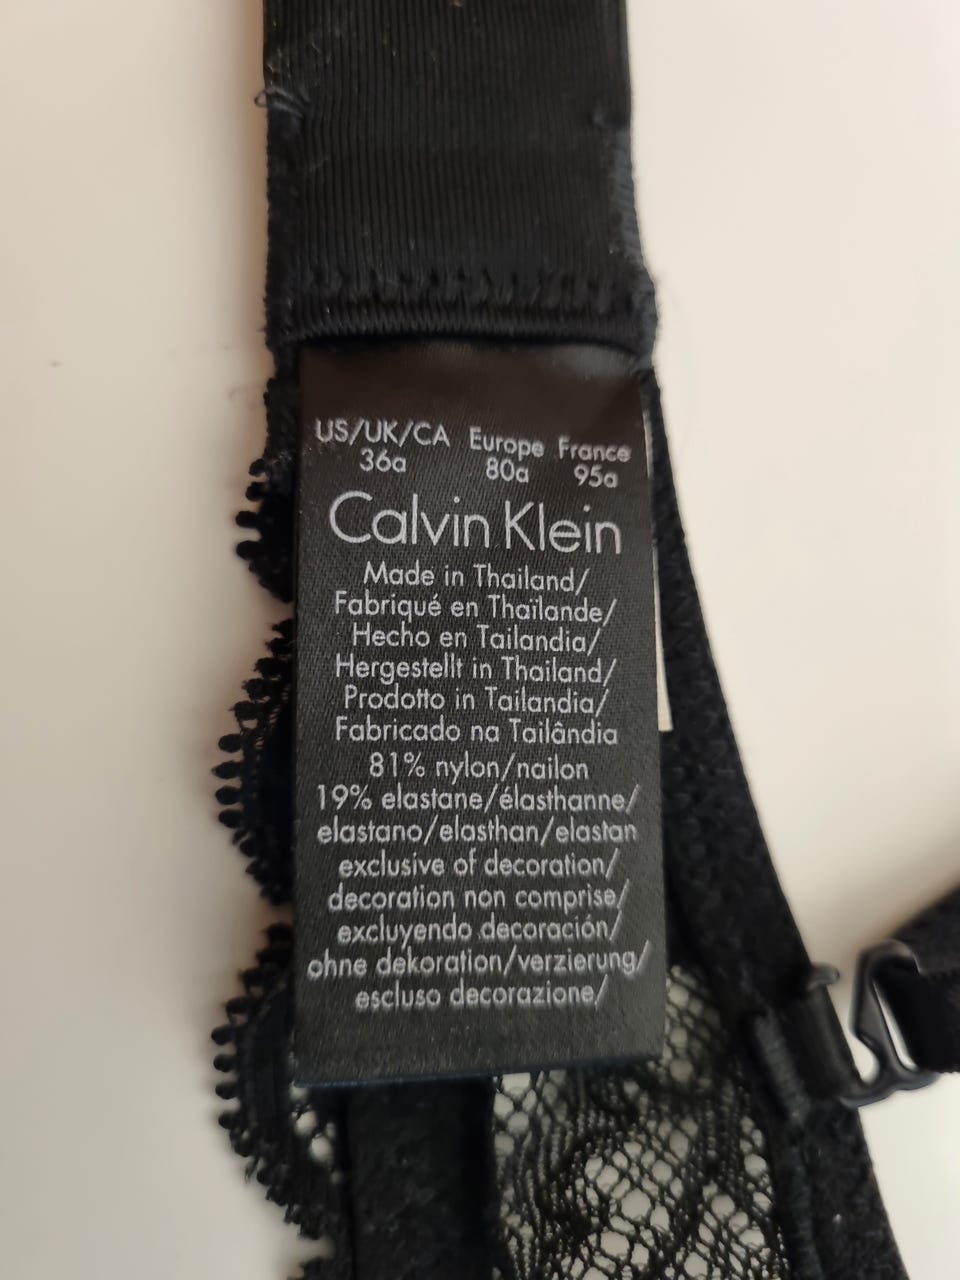 US/UK/CA Europe France
36a 80a 95a
Calvin Klein
Made in Thailand/
Fabriqué en Thaïlande/
Hecho en Tailandia/
Hergestellt in Thailand/
Prodotto in Tailandia/
Fabricado na Tailândia
81% nylon/nailon
19% elastane/élasthanne/
elastano/elasthan/elastan
exclusive of decoration/
decoration non comprise/
excluyendo decoración/
ohne dekoration/verzierung/
escluso decorazione/